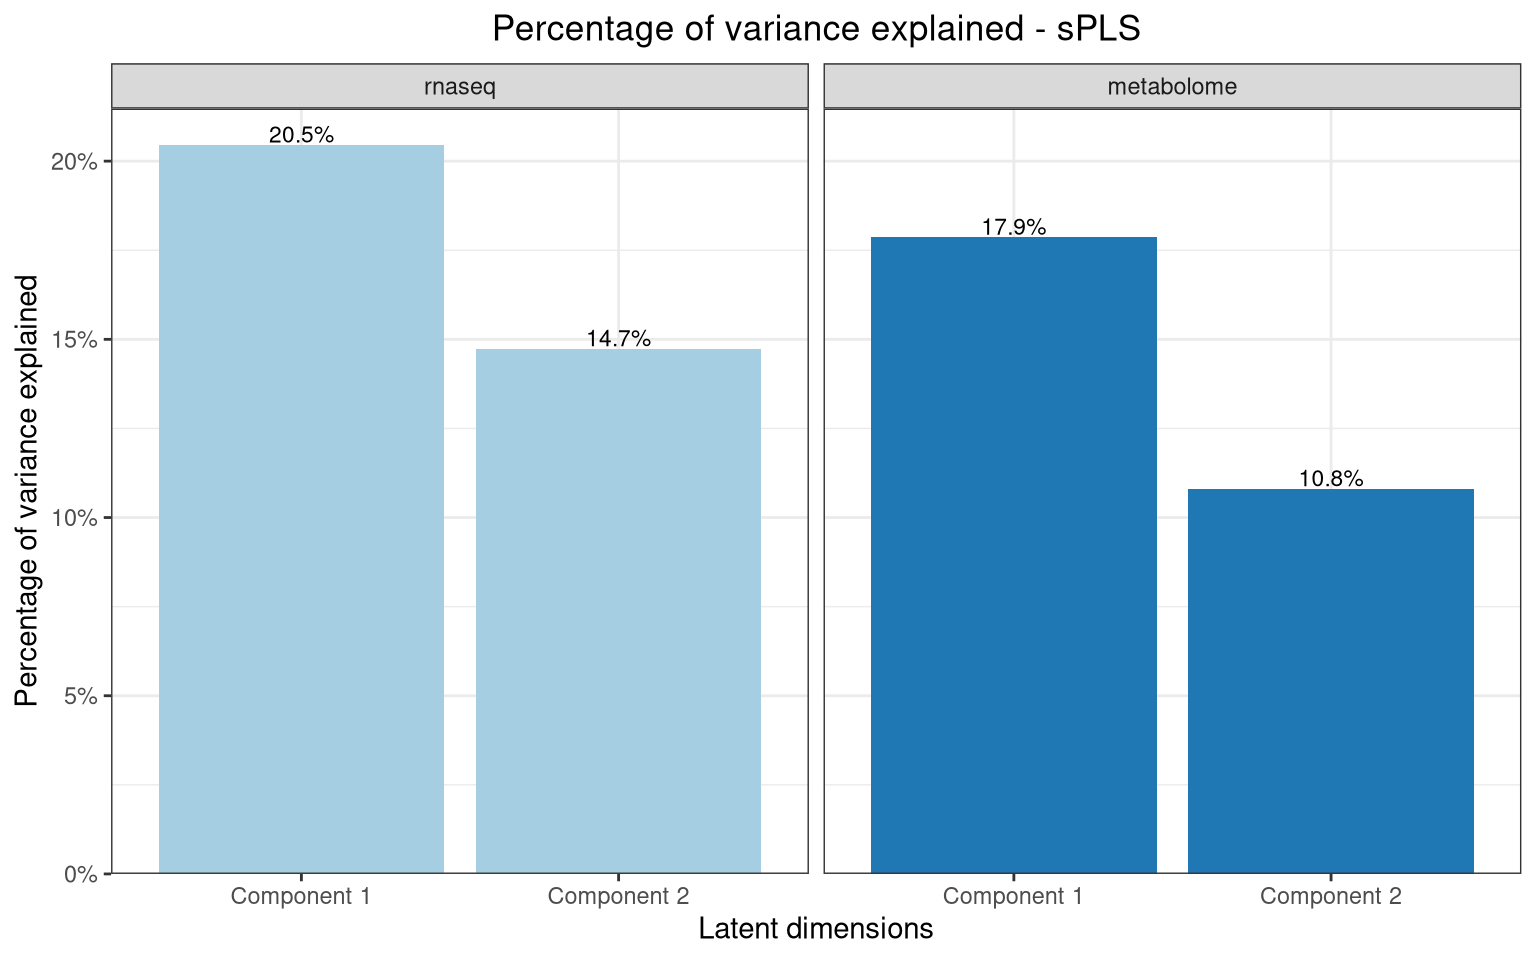 Percentage of variance explained - sPLS
rnaseq
metabolome
Percentage of variance explained
20%
15%
10%
5%
0%
20.5%
14.7%
17.9%
10.8%
Component 1
Component 2
Component 1
Component 2
Latent dimensions